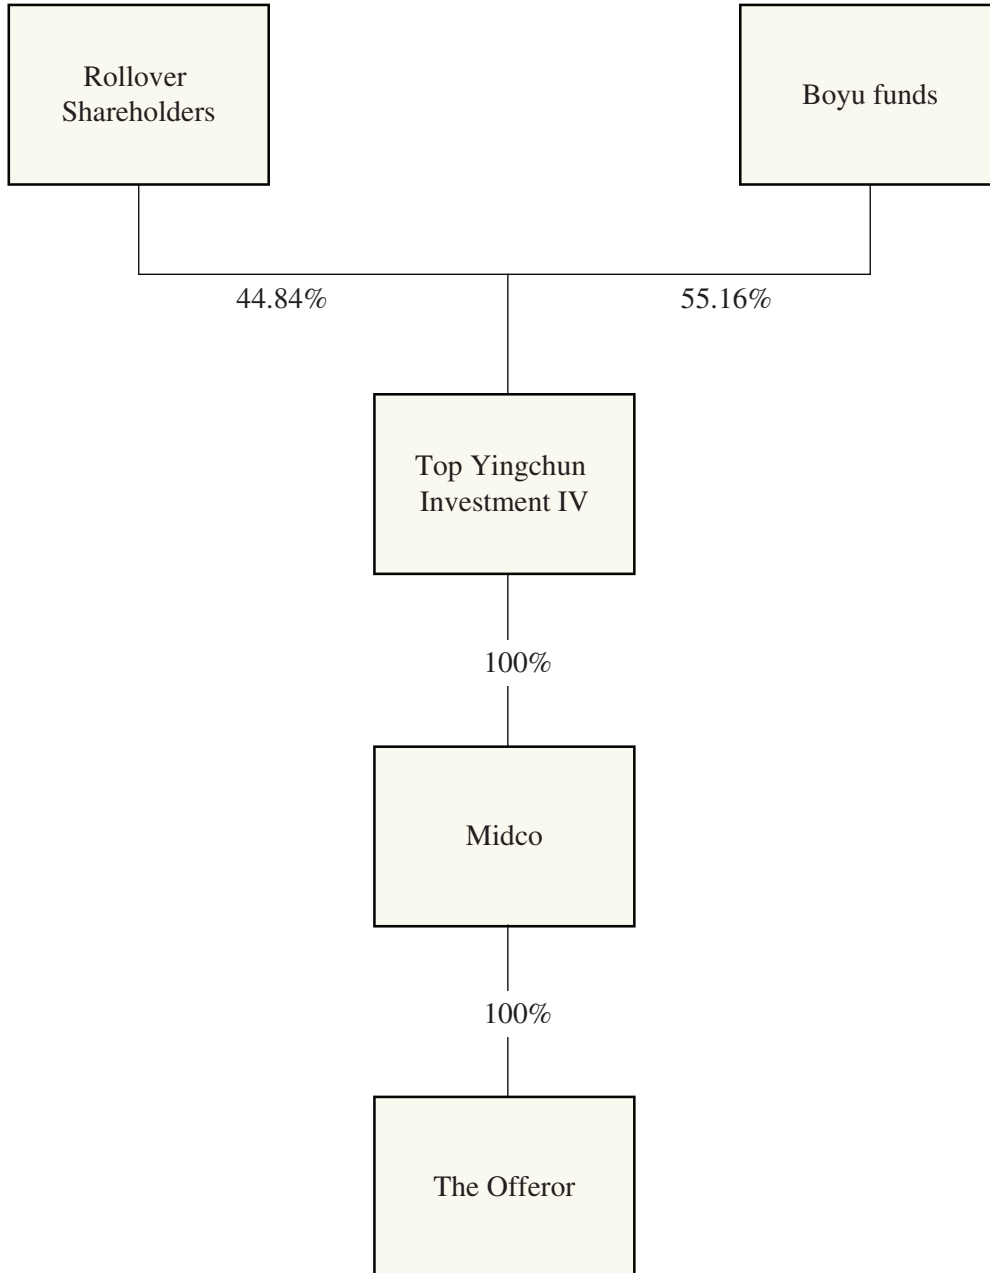 Rollover
Shareholders
Boyu funds
44.84%
55.16%
Top Yingchun
Investment IV
100%
Midco
100%
The Offeror